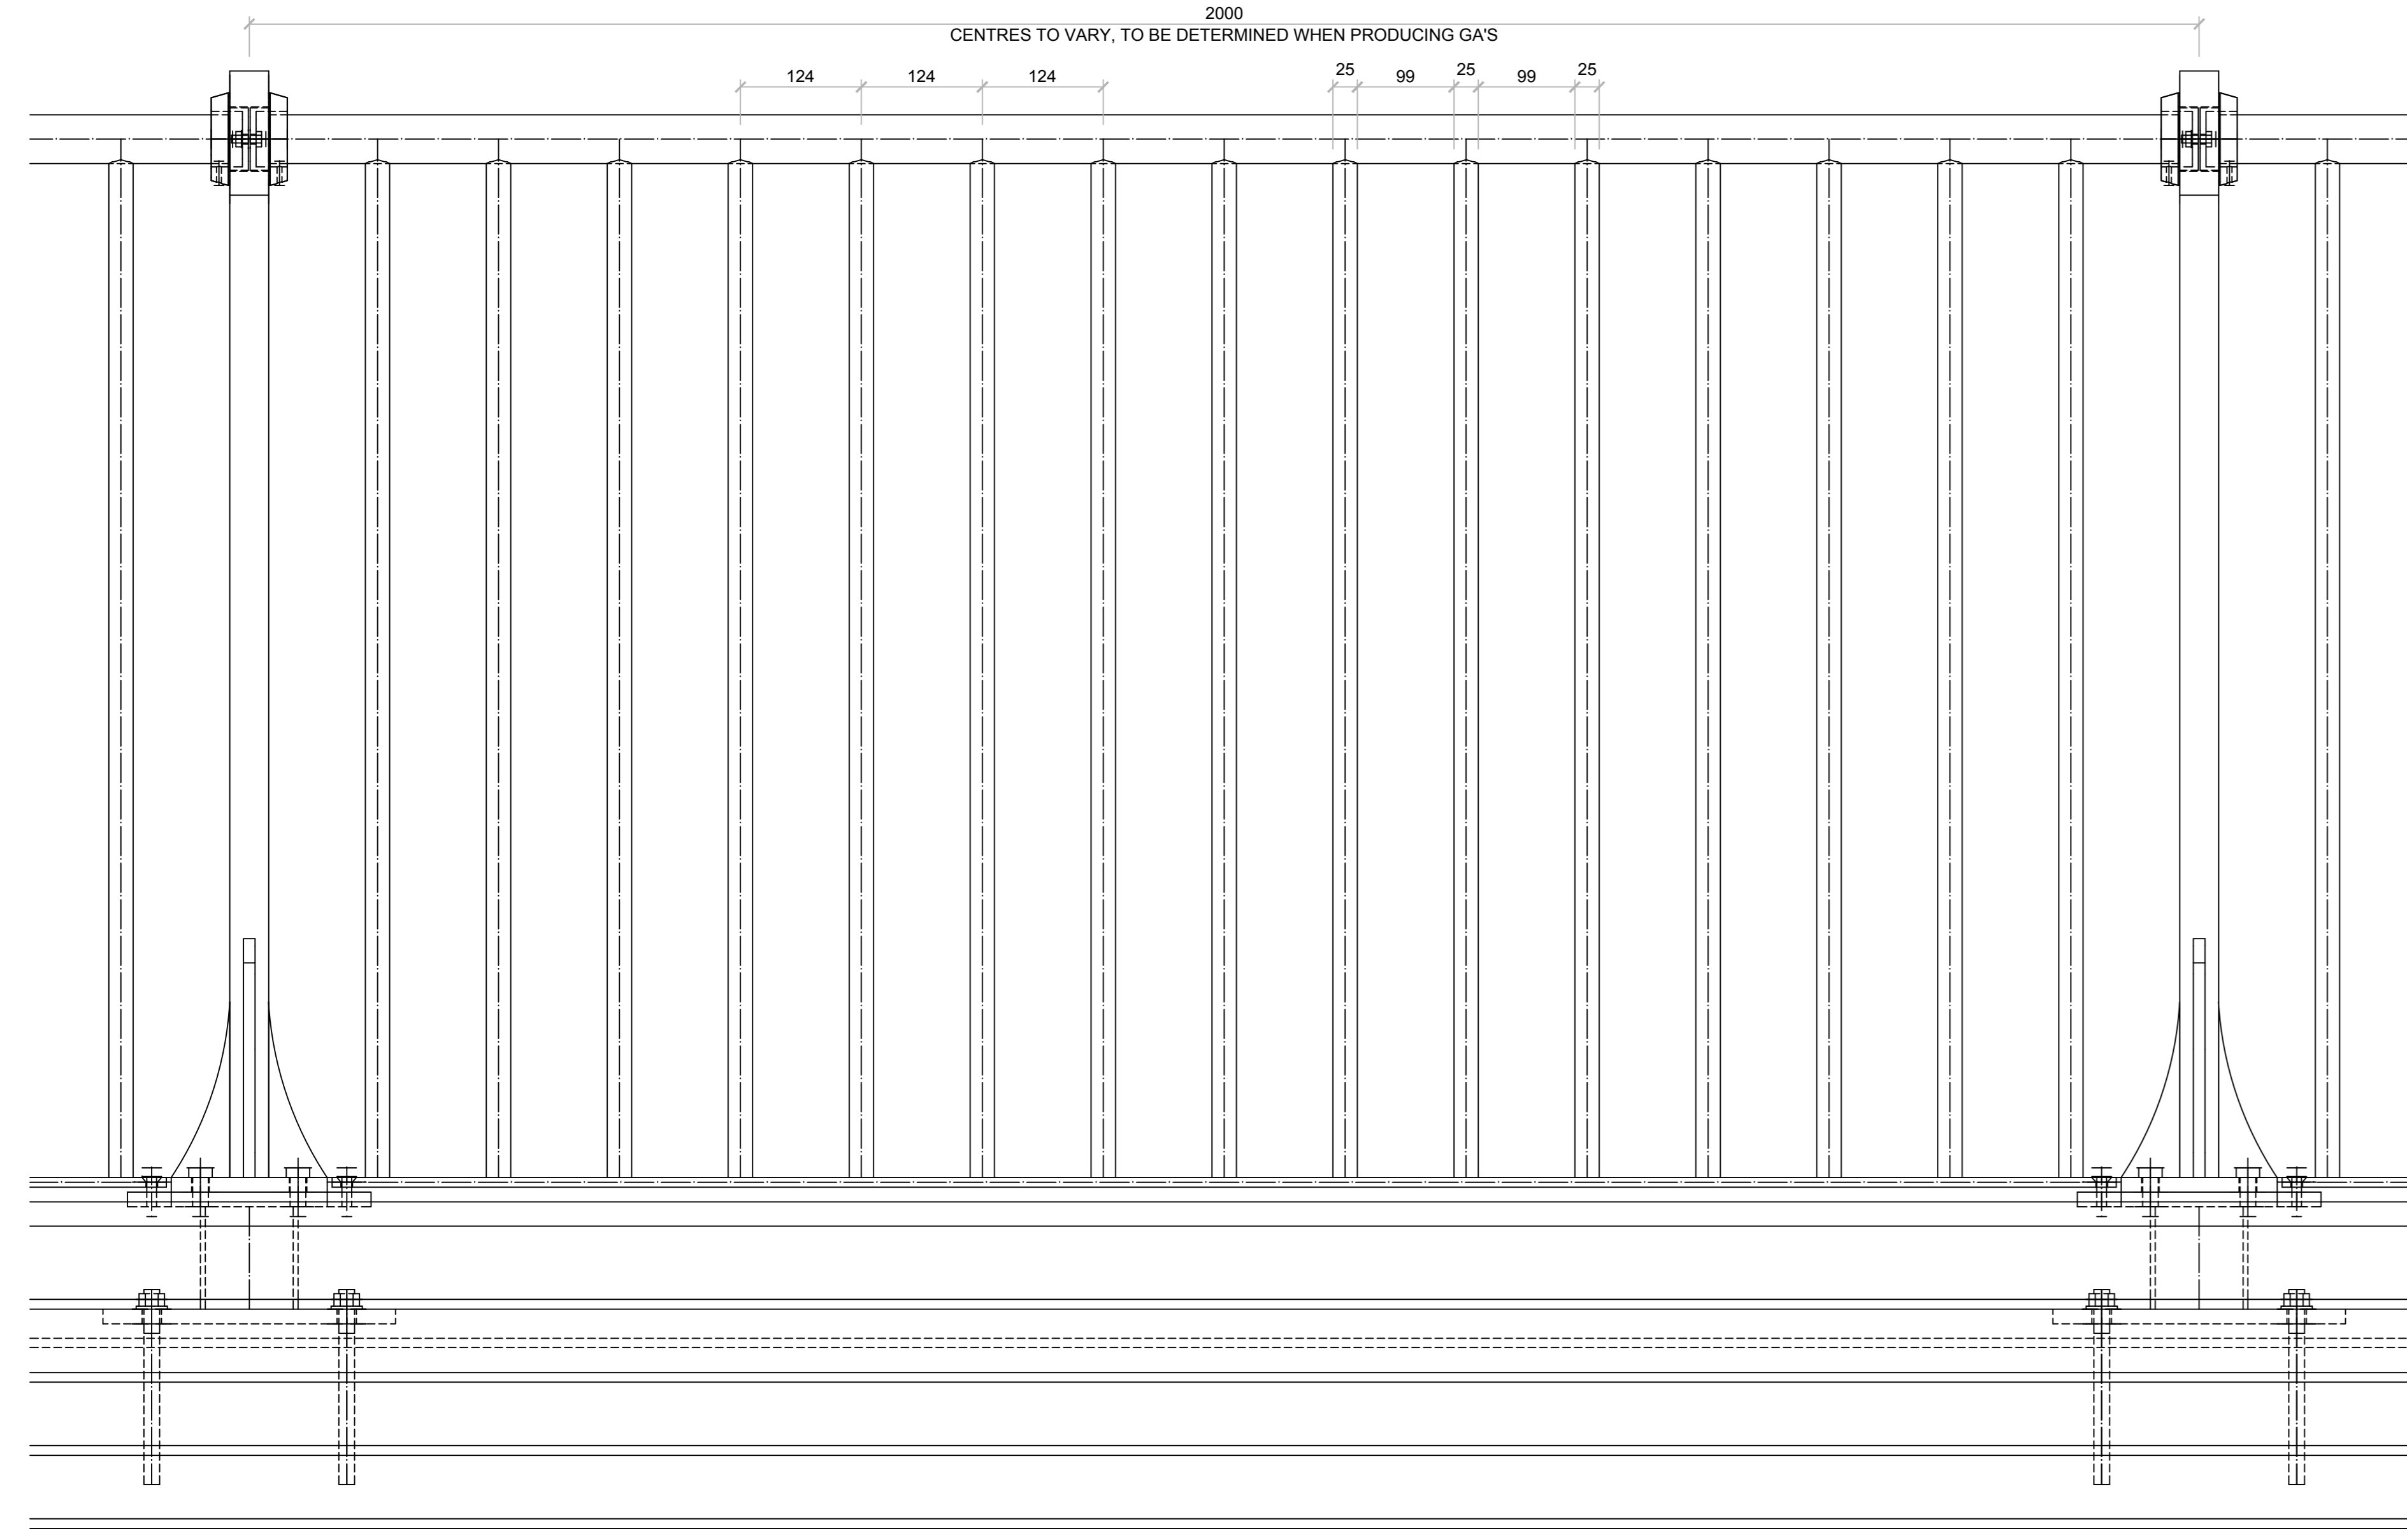 2000
CENTRES TO VARY, TO BE DETERMINED WHEN PRODUCING GA'S
124 124 124 25 99 25 99 25